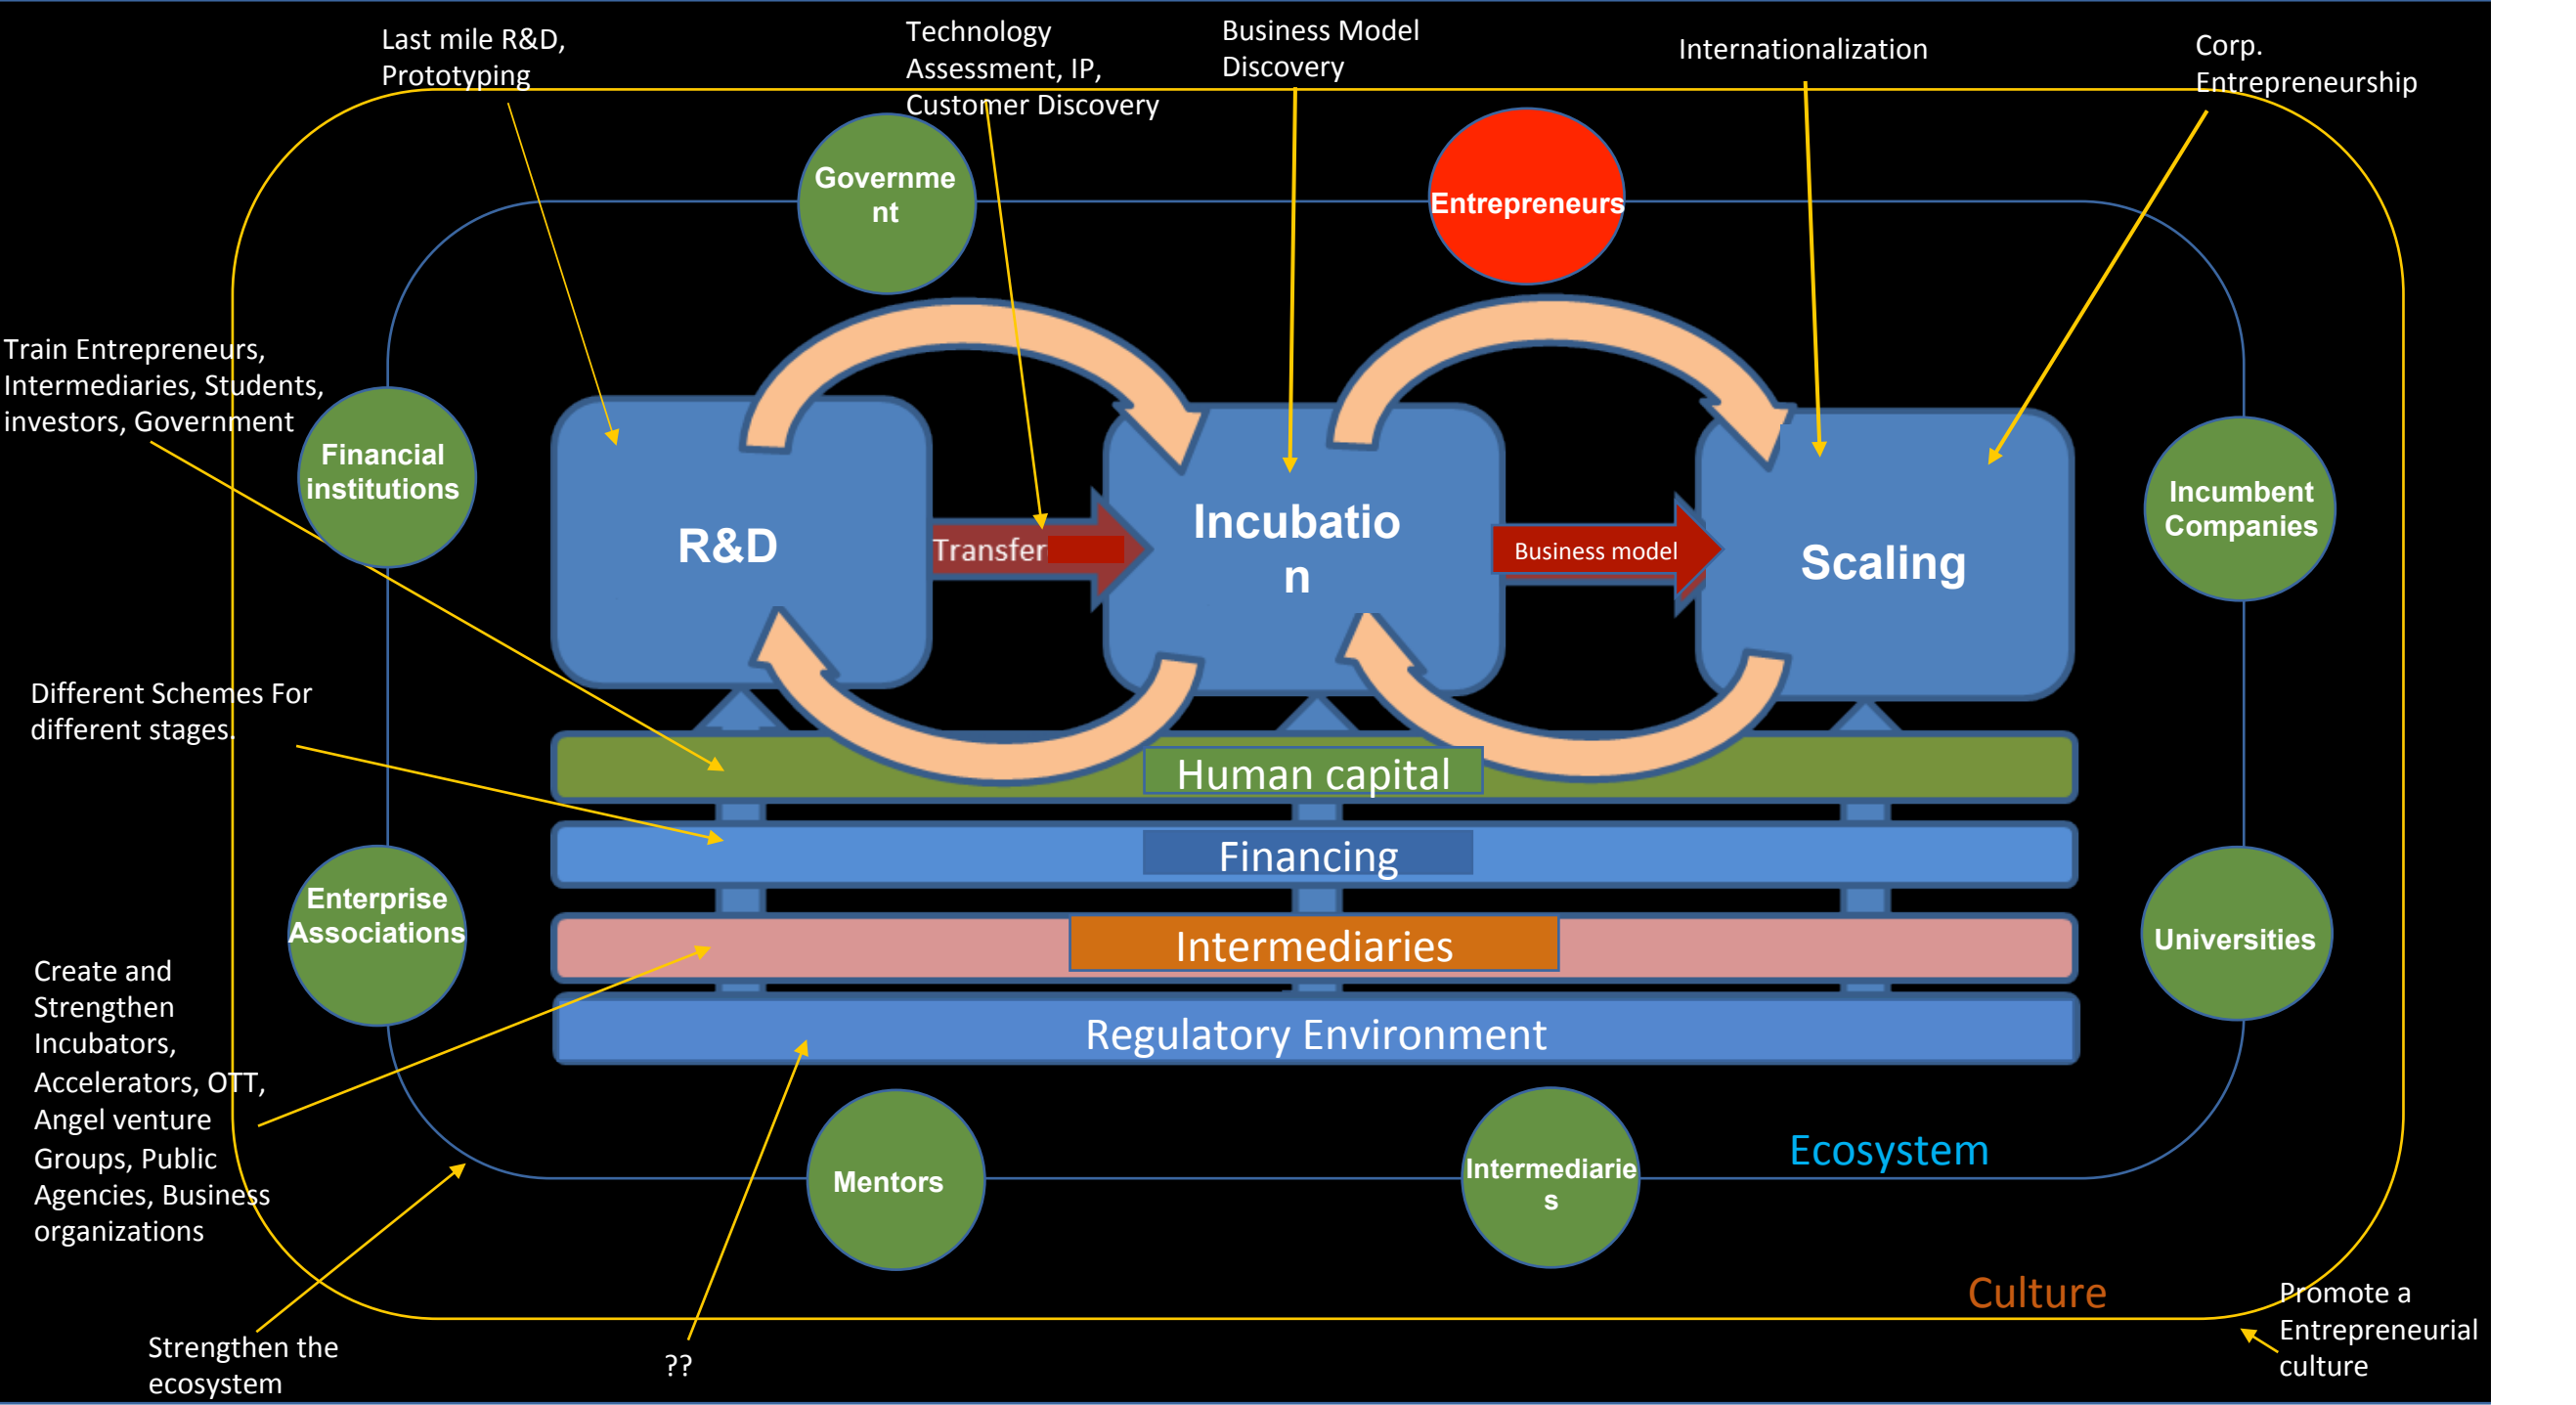 Last mile R&D,
Prototyping
Technology
Assessment, IP,
Customer Discovery
Business Model
Discovery
Internationalization
Corp.
Entrepreneurship
Governme
nt
Entrepreneurs
Train Entrepreneurs,
Intermediaries, Students,
investors, Government
Financial
institutions
Incumbent
Companies
R&D
Transfer
Incubatio
n
Business model
Scaling
Different Schemes For
different stages.
Human capital
Financing
Enterprise
Associations
Intermediaries
Universities
Create and
Strengthen
Incubators,
Accelerators, OTT,
Angel venture
Groups, Public
Agencies, Business
organizations
Regulatory Environment
Mentors
Intermediarie
s
Ecosystem
Culture
Strengthen the
ecosystem
??
Promote a
Entrepreneurial
culture